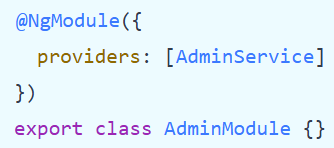 @NgModule({
  providers: [AdminService]
})
export class AdminModule {}